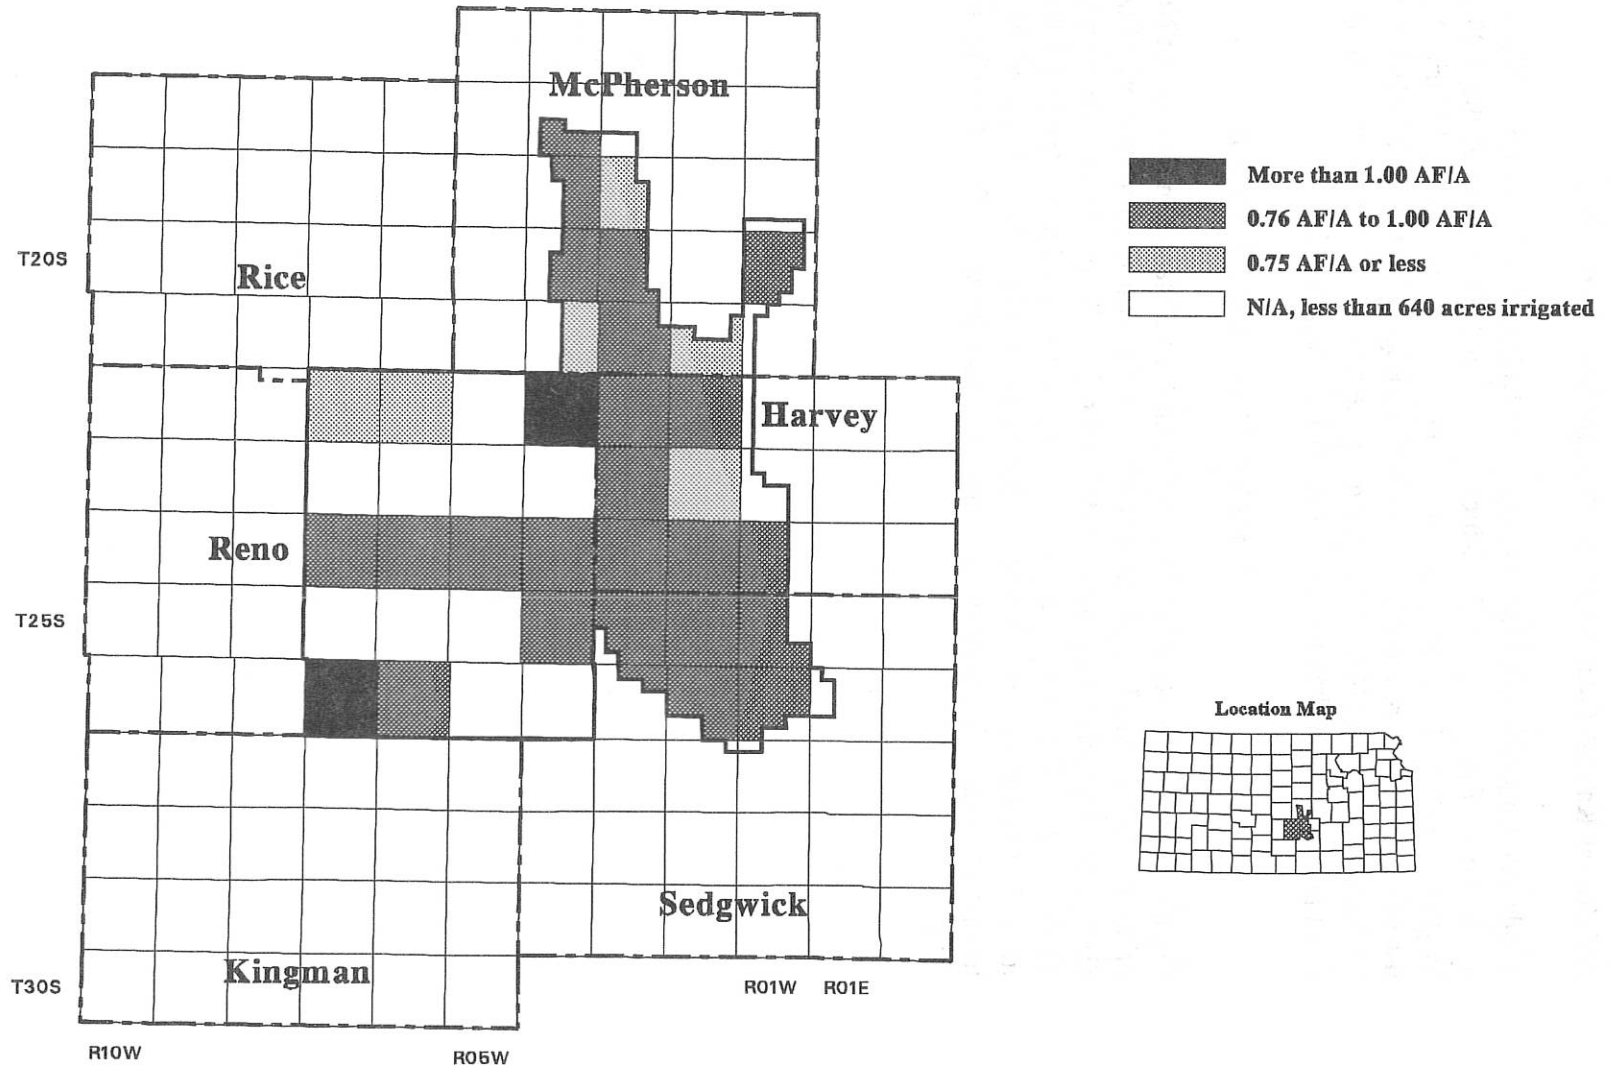 McPherson
More than 1.00 AF/A
0.76 AF/A to 1.00 AF/A
T20S
Rice
0.75 AF/A or less
N/A, less than 640 acres irrigated
Harvey
Reno
T25S
Location Map
Sedgwick
T30S
Kingman
R01W R01E
R10W
R05W